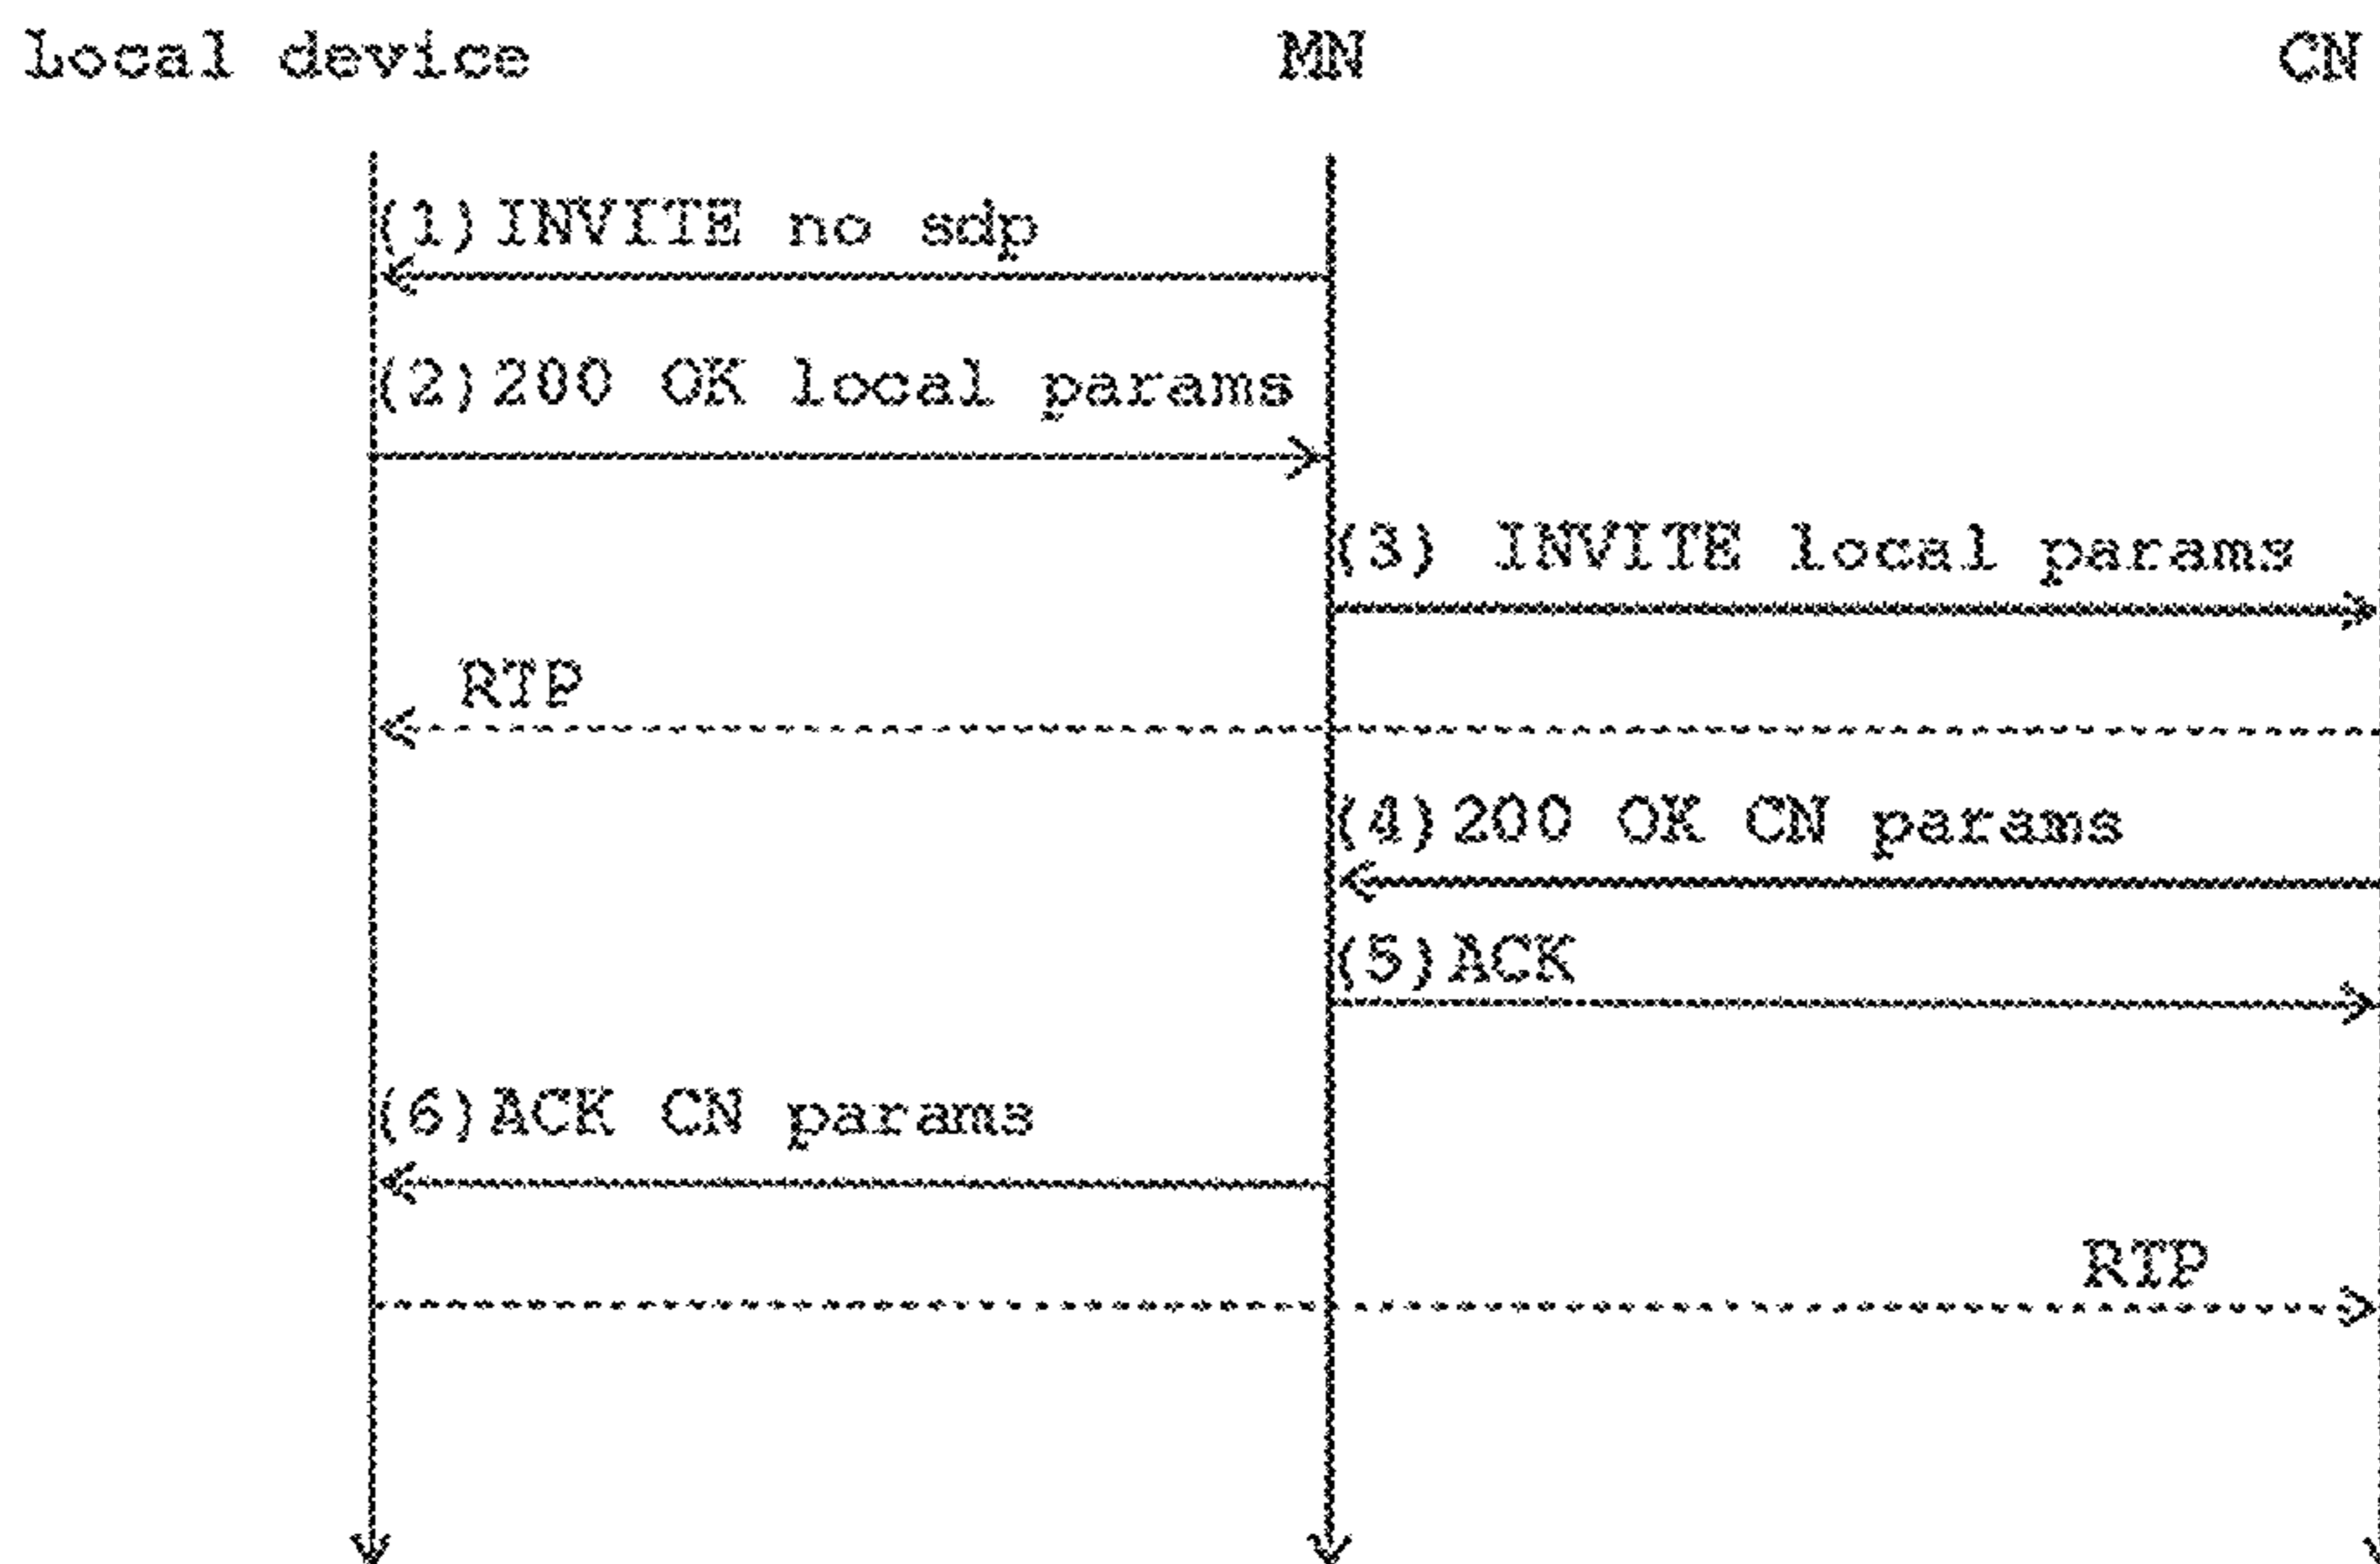 Local device MN CN
(1)INVITE no sdp
(2)200 OK local params
(3) INVITE local params
RTP
(4)200 OK CN params
(5)ACK
(6)ACK CN params
RTP